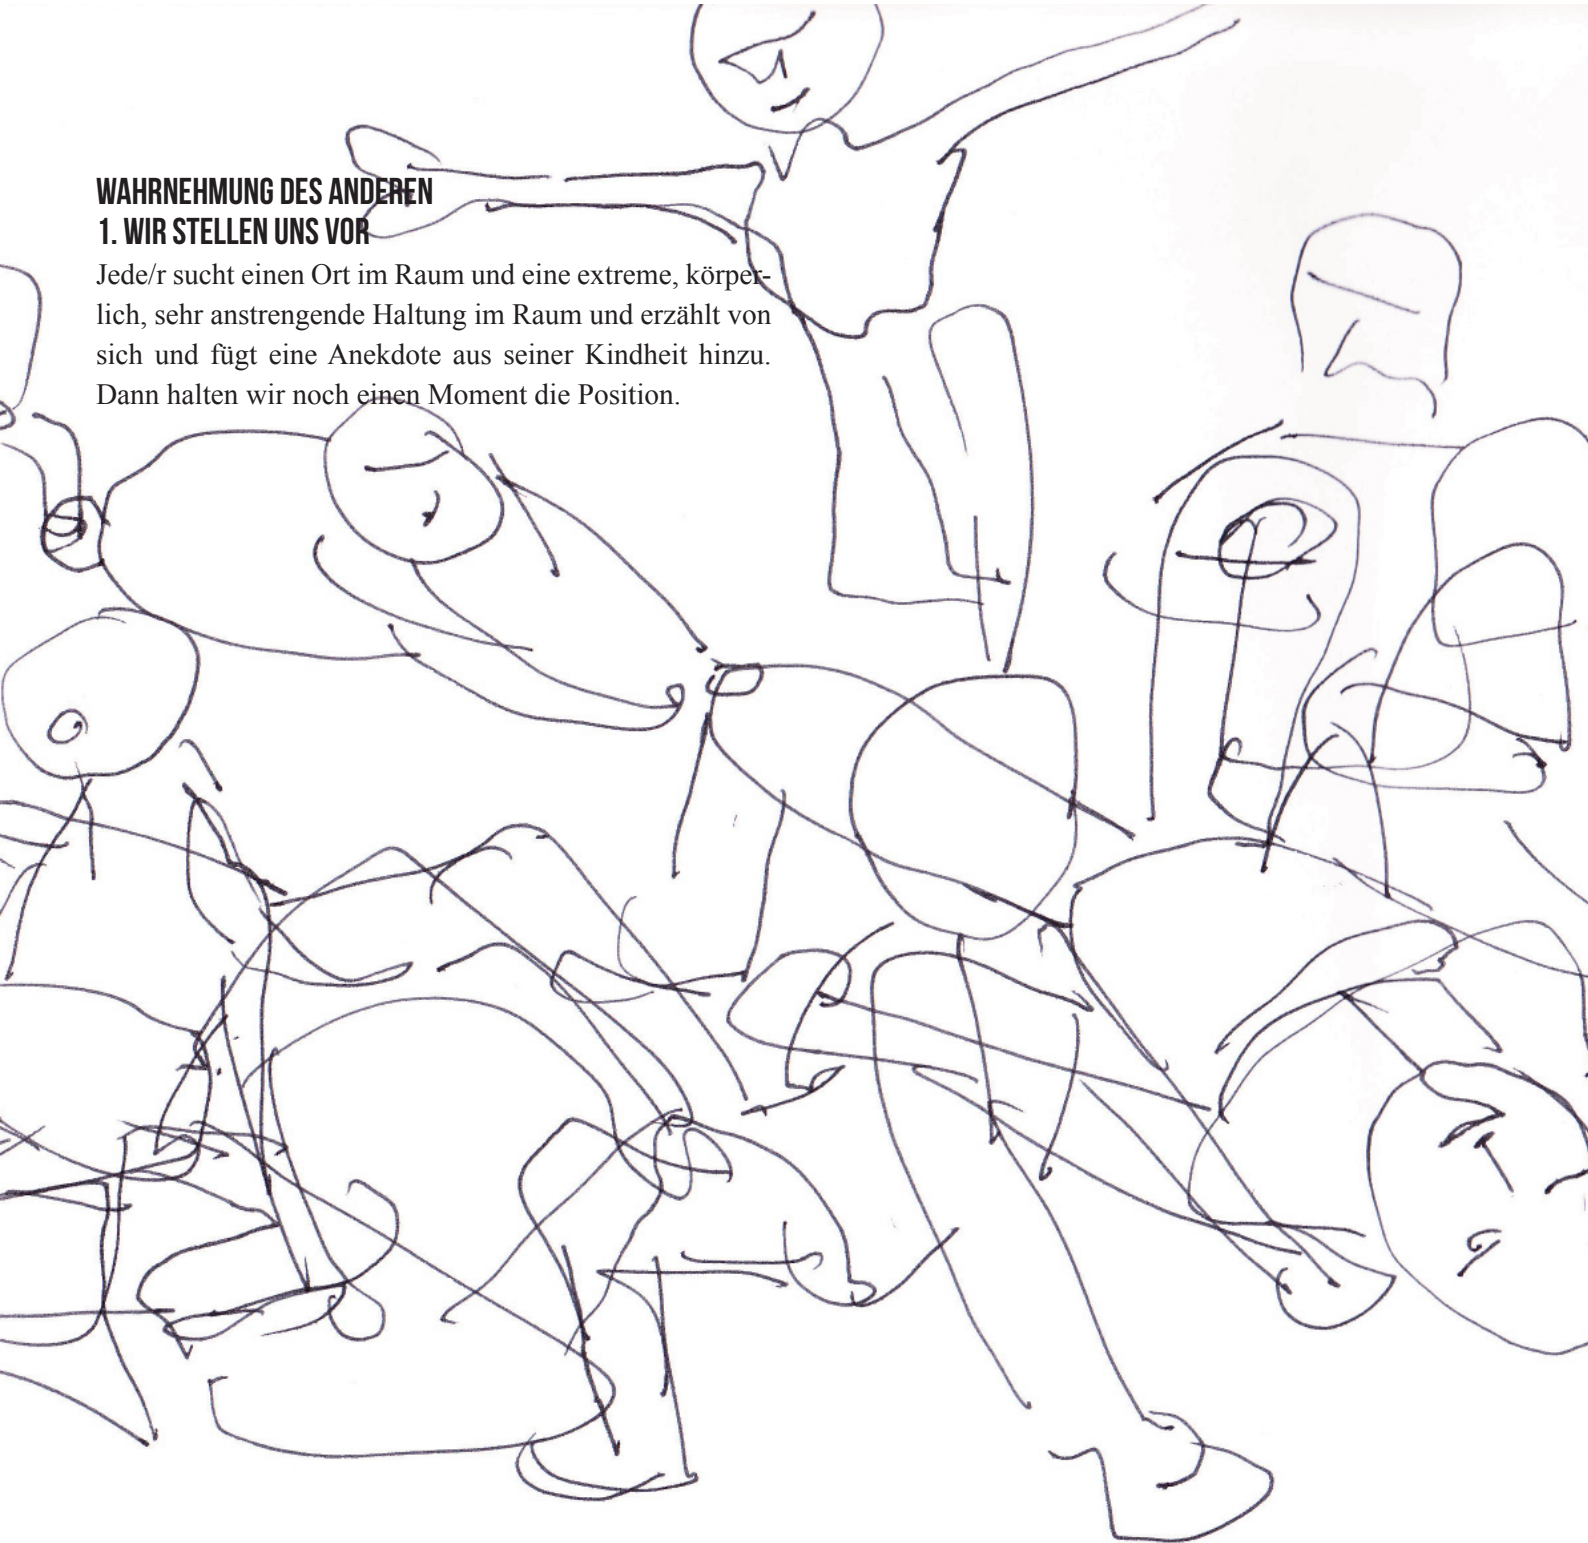 WAHRNEHMUNG DES ANDEREN
1. WIR STELLEN UNS VOR
Jede/r sucht einen Ort im Raum und eine extreme, körper-
lich, sehr anstrengende Haltung im Raum und erzählt von
sich und fügt eine Anekdote aus seiner Kindheit hinzu.
Dann halten wir noch einen Moment die Position.